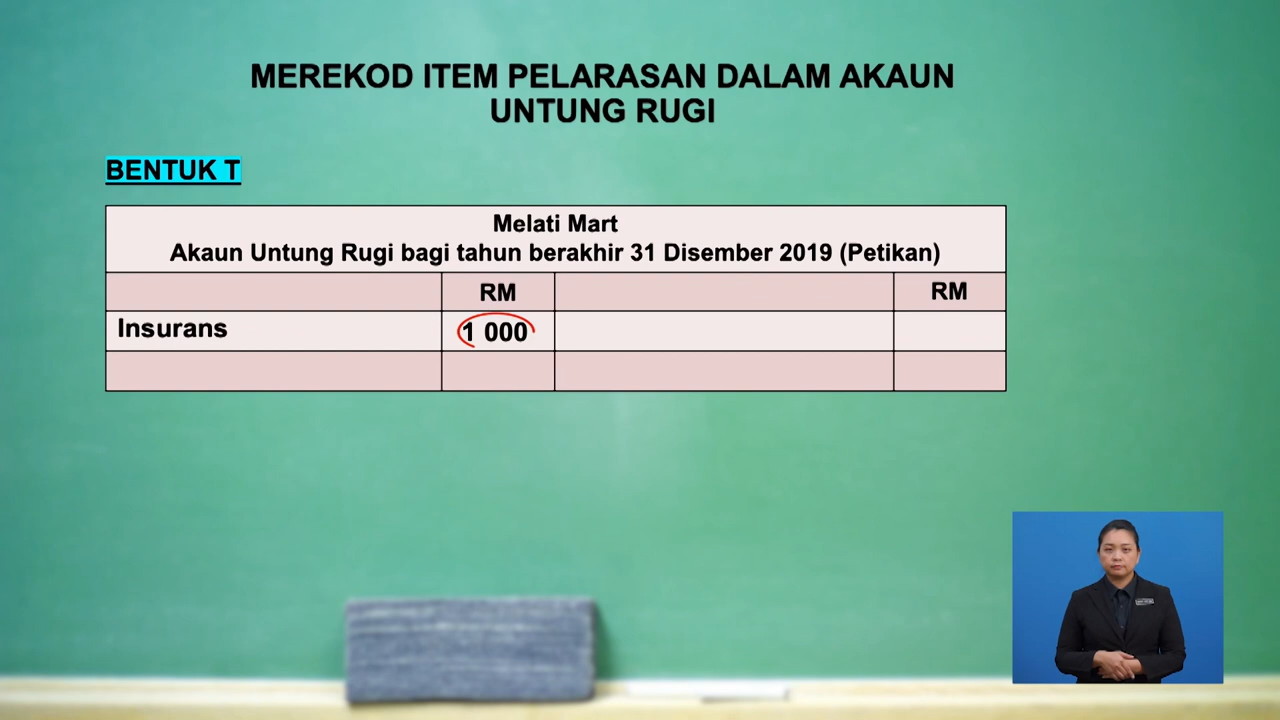 MEREKOD ITEM PELARASAN DALAM AKAUN
UNTUNG RUGI
BENTUK T
Melati Mart
Akaun Untung Rugi bagi tahun berakhir 31 Disember 2019 (Petikan)
RM RM
Insurans 1 000